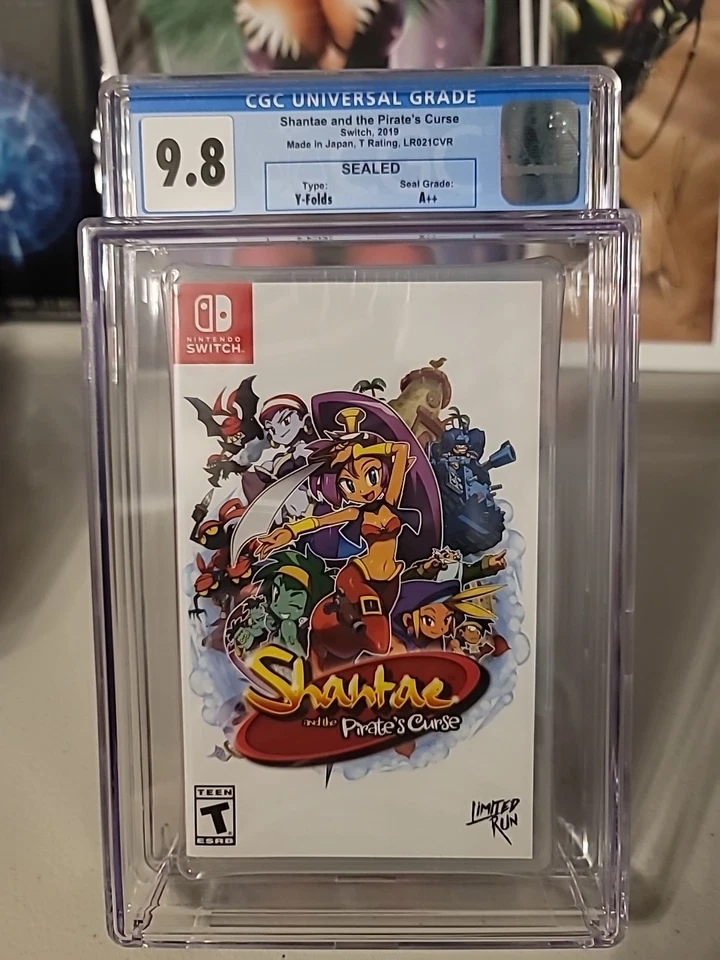 CGC UNIVERSAL GRADE
9.8
Shantae and the Pirate's Curse
Switch, 2019
Made in Japan, T Rating, LR021CVR
SEALED
Type:
Y-Folds
Seal Grade:
A++
NINTENDO
SWITCH
Shantae
and the Pirate's Curse
TEEN
T
ESRB
LIMITED
RUN